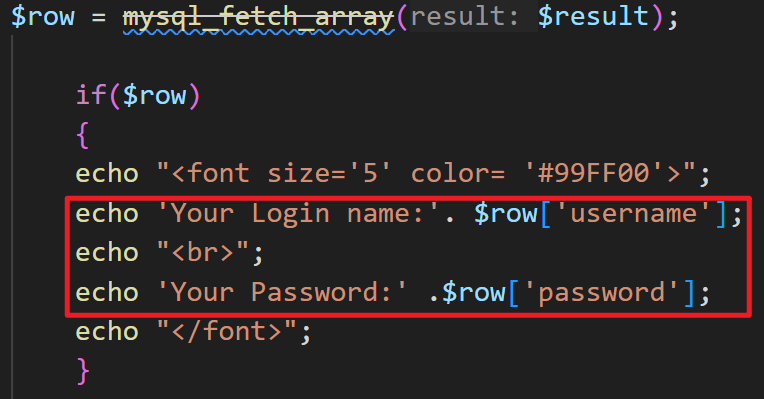 $row = mysql_fetch_array(result: $result);
if($row)
{
echo "<font size='5' color= '#99FF00'>";
echo 'Your Login name:'. $row['username'];
echo "<br>";
echo 'Your Password:' .$row['password'];
echo "</font>";
}